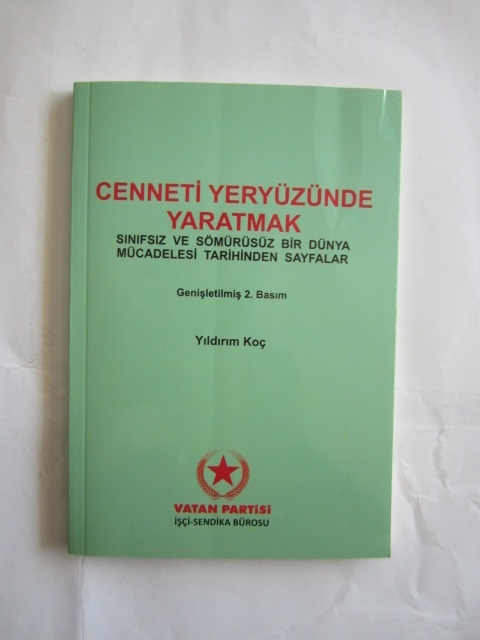 CENNETİ YERYÜZÜNDE
YARATMAK
SINIFSIZ VE SÖMÜRÜSÜZ BİR DÜNYA
MÜCADELESİ TARİHİNDEN SAYFALAR
Genişletilmiş 2. Basım
Yıldırım Koç
VATAN PARTİSİ
İŞÇİ-SENDİKA BÜROSU